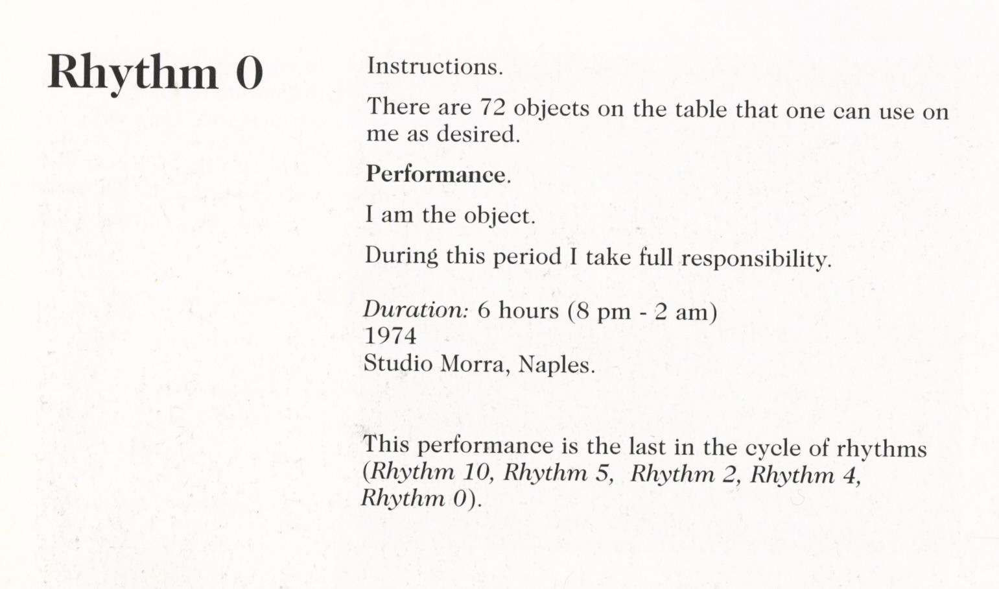 Rhythm 0
Instructions.
There are 72 objects on the table that one can use on
me as desired.
Performance.
I am the object.
During this period I take full responsibility.
Duration: 6 hours (8 pm - 2 am)
1974
Studio Morra, Naples.
This performance is the last in the cycle of rhythms
(Rhythm 10, Rhythm 5, Rhythm 2, Rhythm 4,
Rhythm 0).